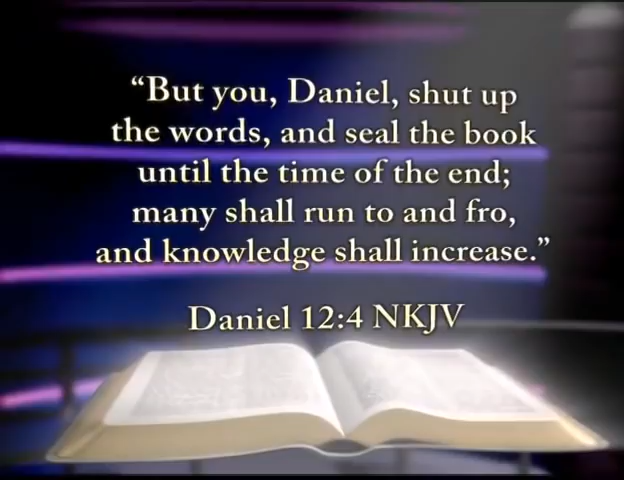 “But you, Daniel, shut up
the words, and seal the book
until the time of the end;
many shall run to and fro,
and knowledge shall increase.”
Daniel 12:4 NKJV